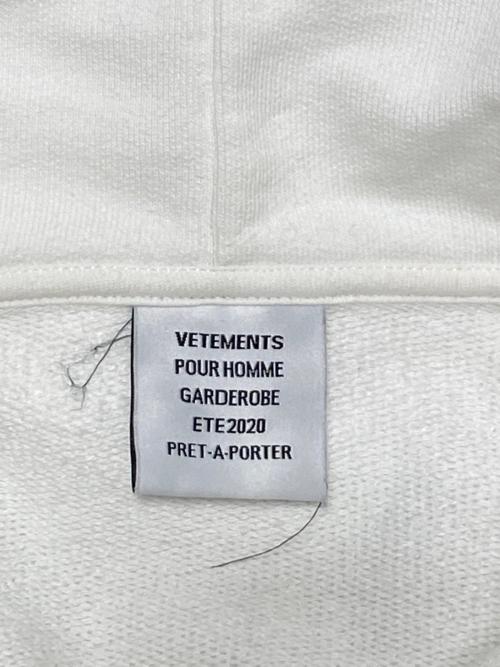 VETEMENTS
POUR HOMME
GARDEROBE
ETE 2020
PRET-A-PORTER